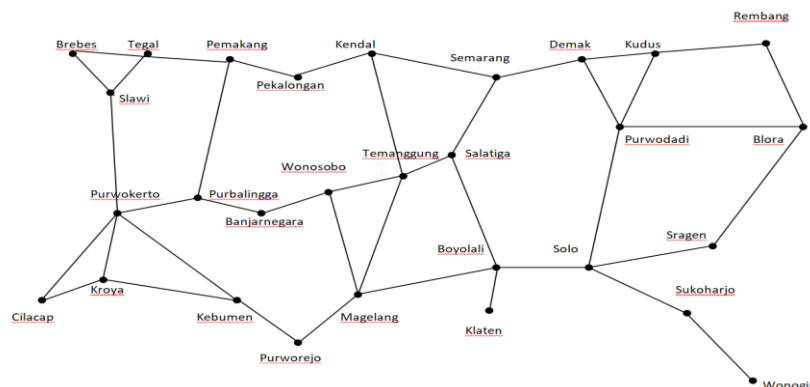 Rembang
Brebes
Tegal
Pemakang
Kendal
Semarang
Demak
Kudus
Pekalongan
Slawi
Temanggung
Salatiga
Purwodadi
Blora
Wonosobo
Purwokerto
Purbalingga
Banjarnegara
Boyolali
Solo
Sragen
Kroya
Sukoharjo
Cilacap
Kebumen
Magelang
Klaten
Purworejo